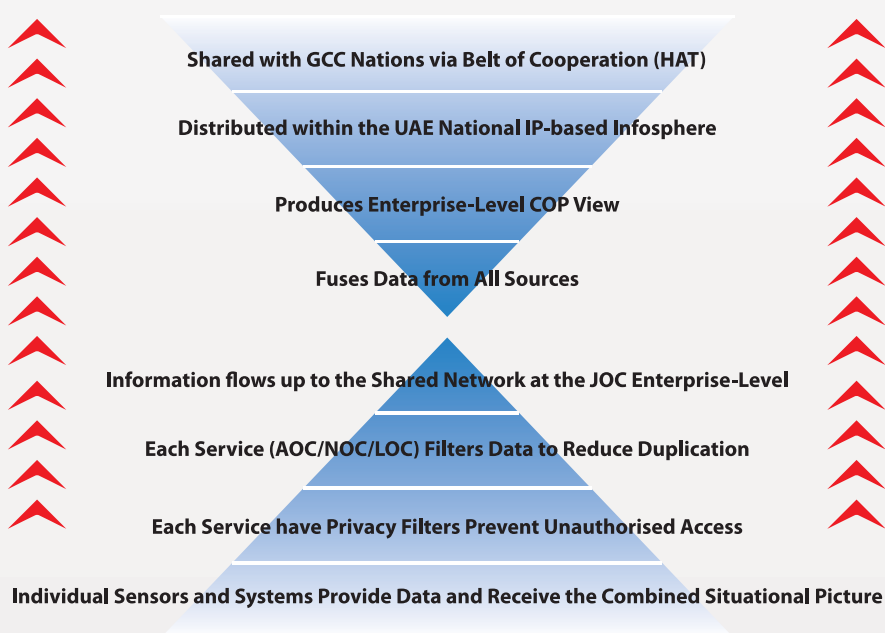 Shared with GCC Nations via Belt of Cooperation (HAT)
Distributed within the UAE National IP-based Infosphere
Produces Enterprise-Level COP View
Fuses Data from All Sources
Information flows up to the Shared Network at the JOC Enterprise-Level
Each Service (AOC/NOC/LOC) Filters Data to Reduce Duplication
Each Service have Privacy Filters Prevent Unauthorised Access
Individual Sensors and Systems Provide Data and Receive the Combined Situational Picture